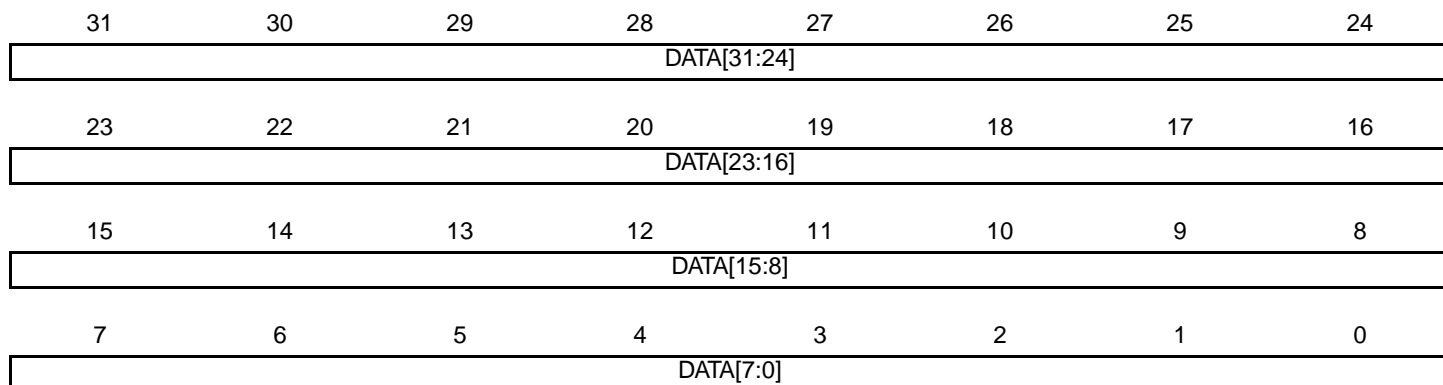 31 30 29 28 27 26 25 24
DATA[31:24]
23 22 21 20 19 18 17 16
DATA[23:16]
15 14 13 12 11 10 9 8
DATA[15:8]
7 6 5 4 3 2 1 0
DATA[7:0]